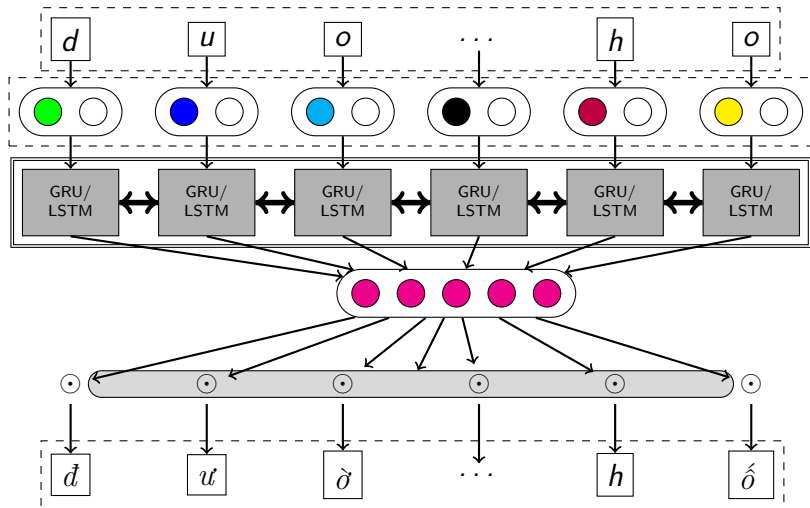 d u o ... h o
GRU/ GRU/ GRU/ GRU/ GRU/ GRU/
LSTM LSTM LSTM LSTM LSTM LSTM
đ ư ờ ... h ố